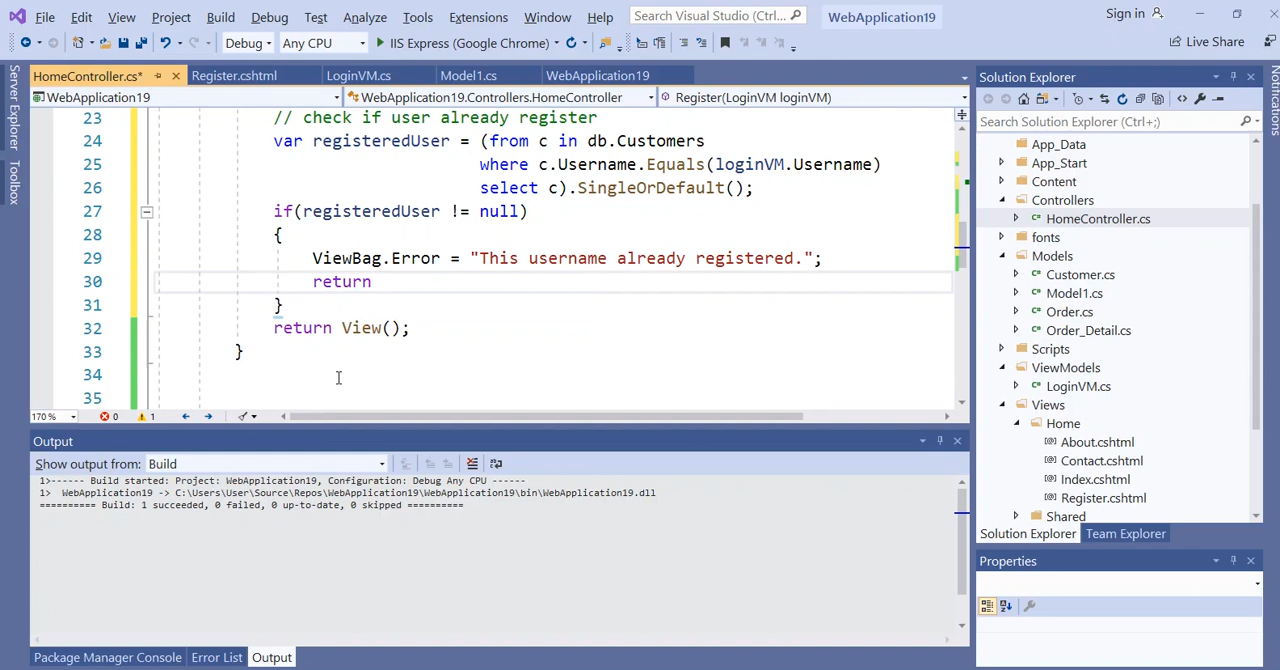 File Edit View Project Build Debug Test Analyze Tools Extensions Window Help Search Visual Studio (Ctrl... WebApplication19 Sign in
Debug Any CPU IIS Express (Google Chrome) Live Share
HomeController.cs* Register.cshtml LoginVM.cs Model1.cs WebApplication19
WebApplication19 WebApplication19.Controllers.HomeController Register(LoginVM loginVM)
23 // check if user already register
24 var registeredUser = (from c in db.Customers
25 where c.Username.Equals(loginVM.Username)
26 select c).SingleOrDefault();
27 if(registeredUser != null)
28 {
29 ViewBag.Error = "This username already registered.";
30 return
31 }
32 return View();
33 }
34
35
170 % 0 1
Output
Show output from: Build
1>------ Build started: Project: WebApplication19, Configuration: Debug Any CPU ------
1> WebApplication19 -> C:\Users\User\Source\Repos\WebApplication19\WebApplication19\bin\WebApplication19.dll
========== Build: 1 succeeded, 0 failed, 0 up-to-date, 0 skipped ==========
Package Manager Console Error List Output
Server Explorer
Toolbox
Solution Explorer
Search Solution Explorer (Ctrl+;)
App_Data
App_Start
Content
Controllers
C# HomeController.cs
fonts
Models
C# Customer.cs
C# Model1.cs
C# Order.cs
C# Order_Detail.cs
Scripts
ViewModels
C# LoginVM.cs
Views
Home
[@] About.cshtml
[@] Contact.cshtml
[@] Index.cshtml
[@] Register.cshtml
Shared
Solution Explorer Team Explorer
Properties
Notifications